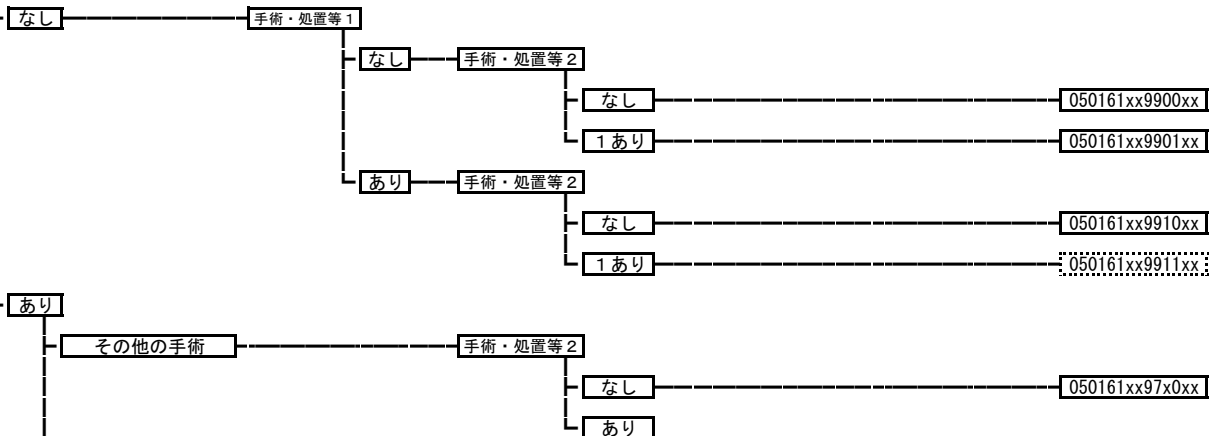 なし 手術・処置等1
なし 手術・処置等2
なし 050161xx9900xx
1あり 050161xx9901xx
あり 手術・処置等2
なし 050161xx9910xx
1あり 050161xx9911xx
あり
その他の手術 手術・処置等2
なし 050161xx97x0xx
あり